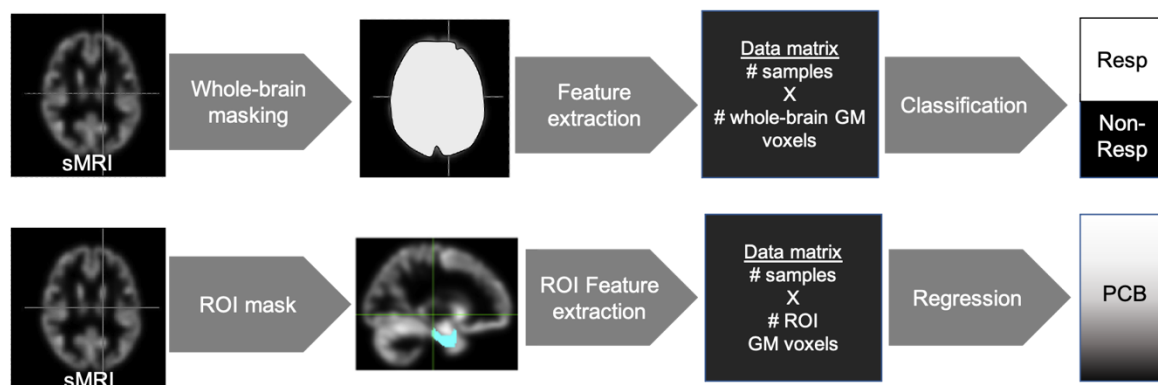 sMRI
Whole-brain
masking
Feature
extraction
Data matrix
# samples
X
# whole-brain GM
voxels
Classification
Resp
Non-
Resp
sMRI
ROI mask
ROI Feature
extraction
Data matrix
# samples
X
# ROI
GM voxels
Regression
PCB